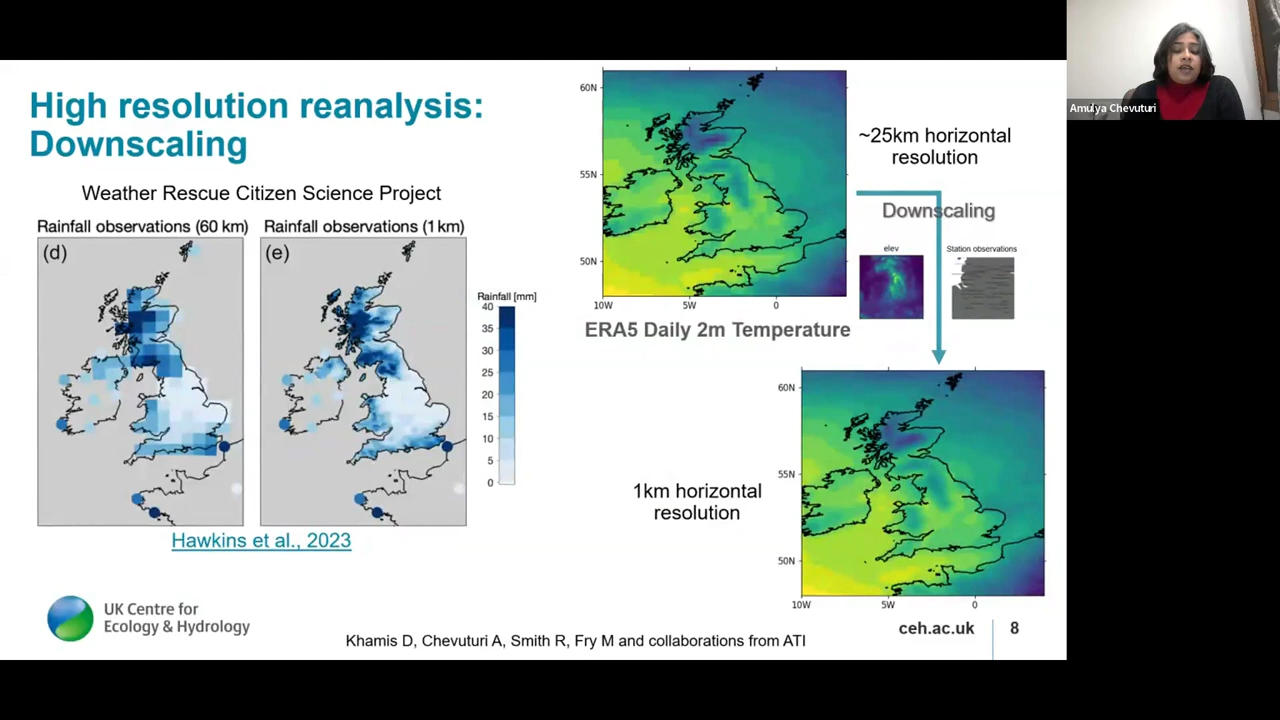 High resolution reanalysis:
Downscaling
Weather Rescue Citizen Science Project
Rainfall observations (60 km)
Rainfall observations (1 km)
(d)
(e)
Rainfall [mm]
40
35
30
25
20
15
10
5
0
Hawkins et al., 2023
60N
55N
50N
10W
5W
0
ERA5 Daily 2m Temperature
~25km horizontal
resolution
Downscaling
elev
Station observations
1km horizontal
resolution
60N
55N
50N
10W
5W
0
UK Centre for
Ecology & Hydrology
Khamis D, Chevuturi A, Smith R, Fry M and collaborations from ATI
ceh.ac.uk
8
Amulya Chevuturi